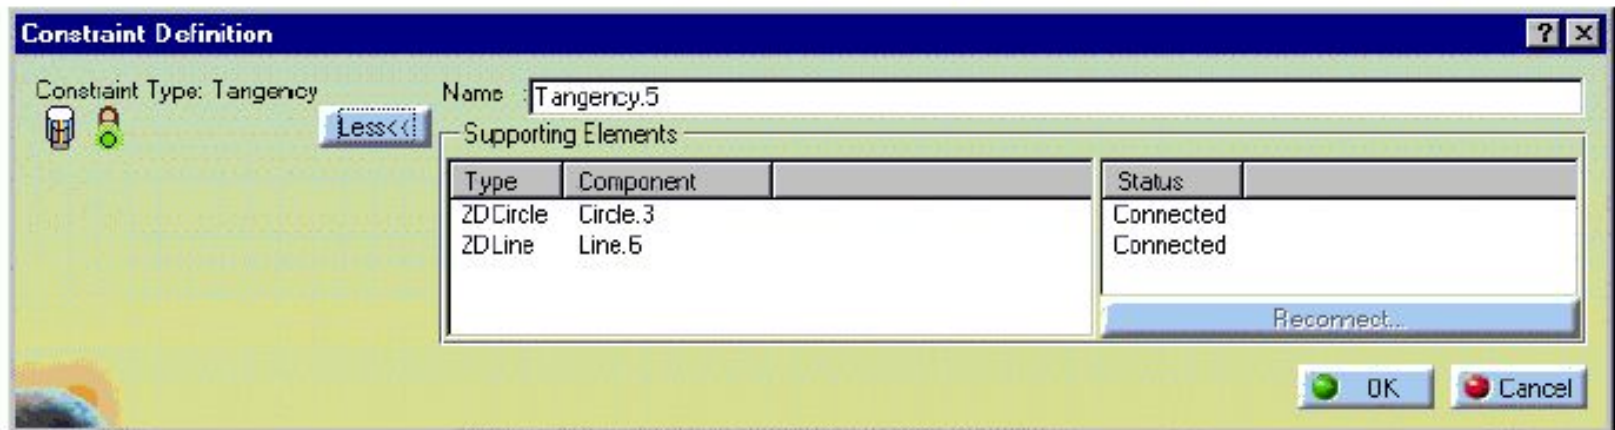 Constraint Definition
Constraint Type: Tangency
Less<<
Name : Tangency.5
Supporting Elements
Type Component Status
2DCircle Circle.3 Connected
2DLine Line.6 Connected
Reconnect...
OK Cancel